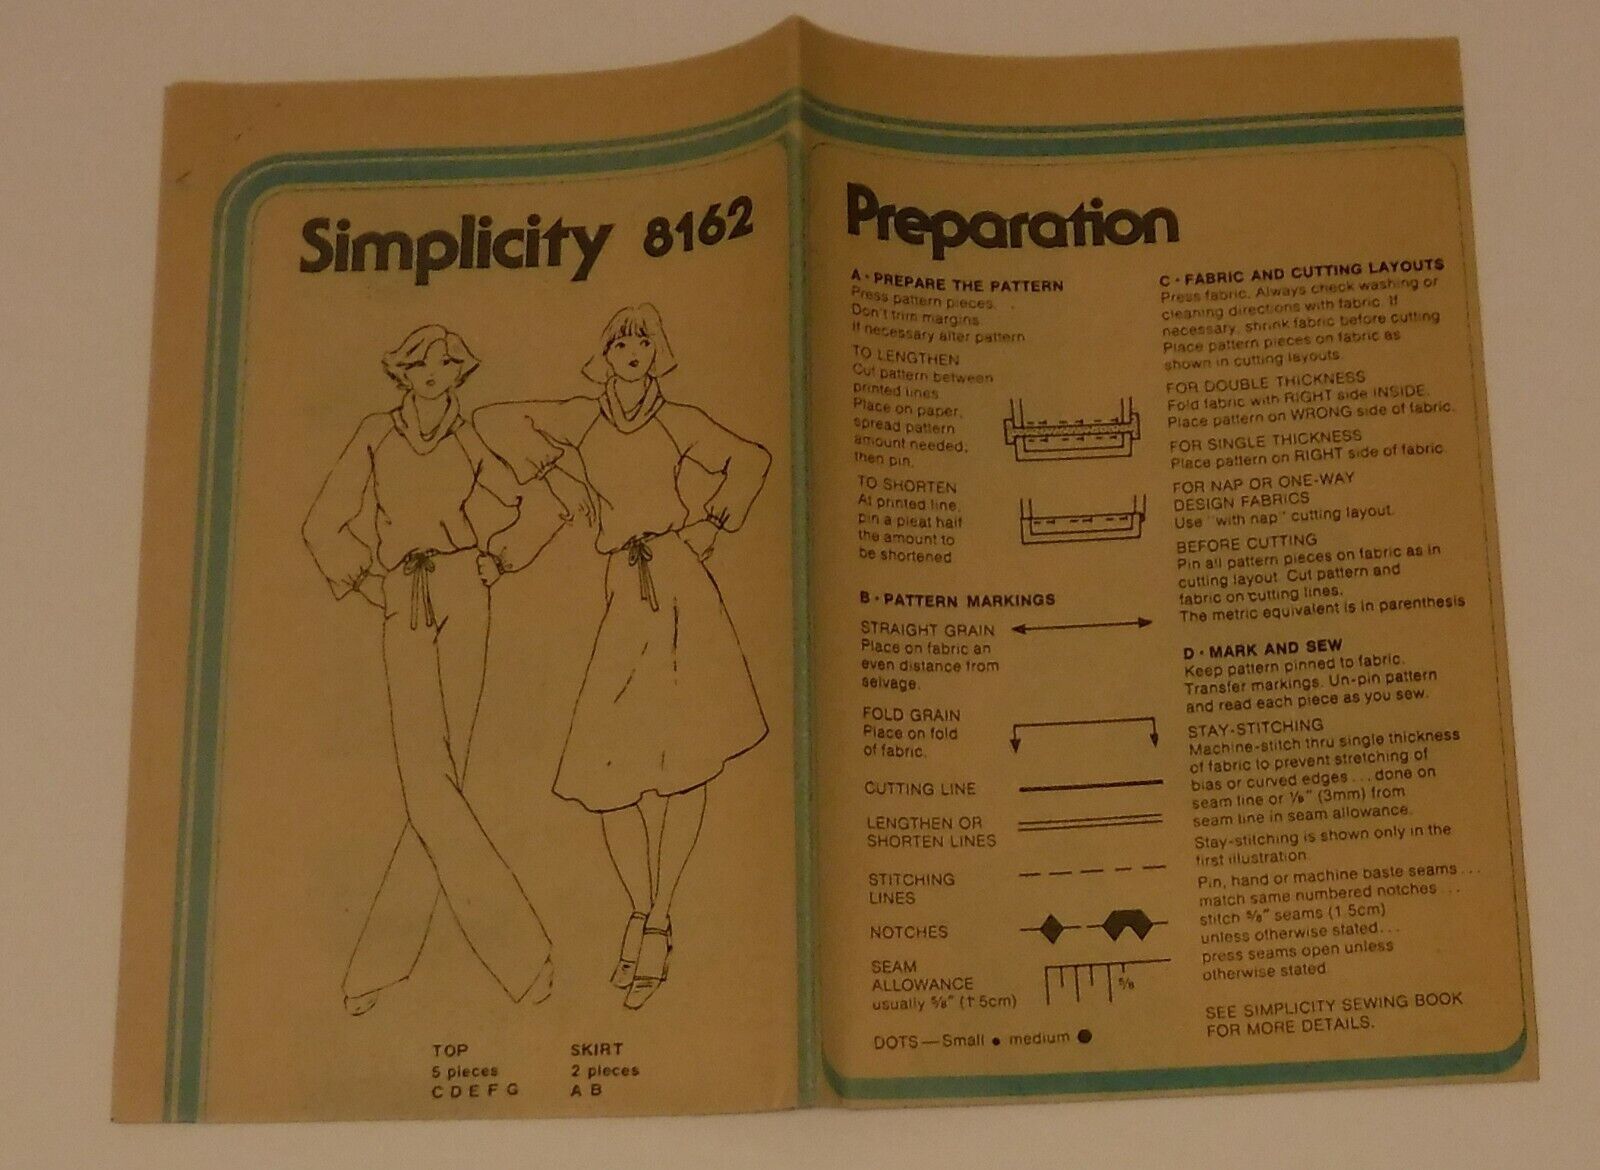 Simplicity 8162
TOP
5 pieces
C D E F G
SKIRT
2 pieces
A B
Preparation
A • PREPARE THE PATTERN
Press pattern pieces.
Don't trim margins.
If necessary alter pattern
TO LENGTHEN
Cut pattern between
printed lines
Place on paper,
spread pattern
amount needed,
then pin.
TO SHORTEN
At printed line,
pin a pleat half
the amount to
be shortened
B • PATTERN MARKINGS
STRAIGHT GRAIN
Place on fabric an
even distance from
selvage.
FOLD GRAIN
Place on fold
of fabric.
CUTTING LINE
LENGTHEN OR
SHORTEN LINES
STITCHING
LINES
NOTCHES
SEAM
ALLOWANCE
usually 5/8" (1.5cm)
5/8
DOTS — Small • medium ●
C • FABRIC AND CUTTING LAYOUTS
Press fabric. Always check washing or
cleaning directions with fabric. If
necessary, shrink fabric before cutting
Place pattern pieces on fabric as
shown in cutting layouts.
FOR DOUBLE THICKNESS
Fold fabric with RIGHT side INSIDE.
Place pattern on WRONG side of fabric.
FOR SINGLE THICKNESS
Place pattern on RIGHT side of fabric.
FOR NAP OR ONE-WAY
DESIGN FABRICS
Use "with nap" cutting layout.
BEFORE CUTTING
Pin all pattern pieces on fabric as in
cutting layout. Cut pattern and
fabric on cutting lines.
The metric equivalent is in parenthesis
D • MARK AND SEW
Keep pattern pinned to fabric.
Transfer markings. Un-pin pattern
and read each piece as you sew.
STAY-STITCHING
Machine-stitch thru single thickness
of fabric to prevent stretching of
bias or curved edges . . . done on
seam line or 1/8" (3mm) from
seam line in seam allowance.
Stay-stitching is shown only in the
first illustration.
Pin, hand or machine baste seams . . .
match same numbered notches . . .
stitch 5/8" seams (1.5cm)
unless otherwise stated. . .
press seams open unless
otherwise stated.
SEE SIMPLICITY SEWING BOOK
FOR MORE DETAILS.